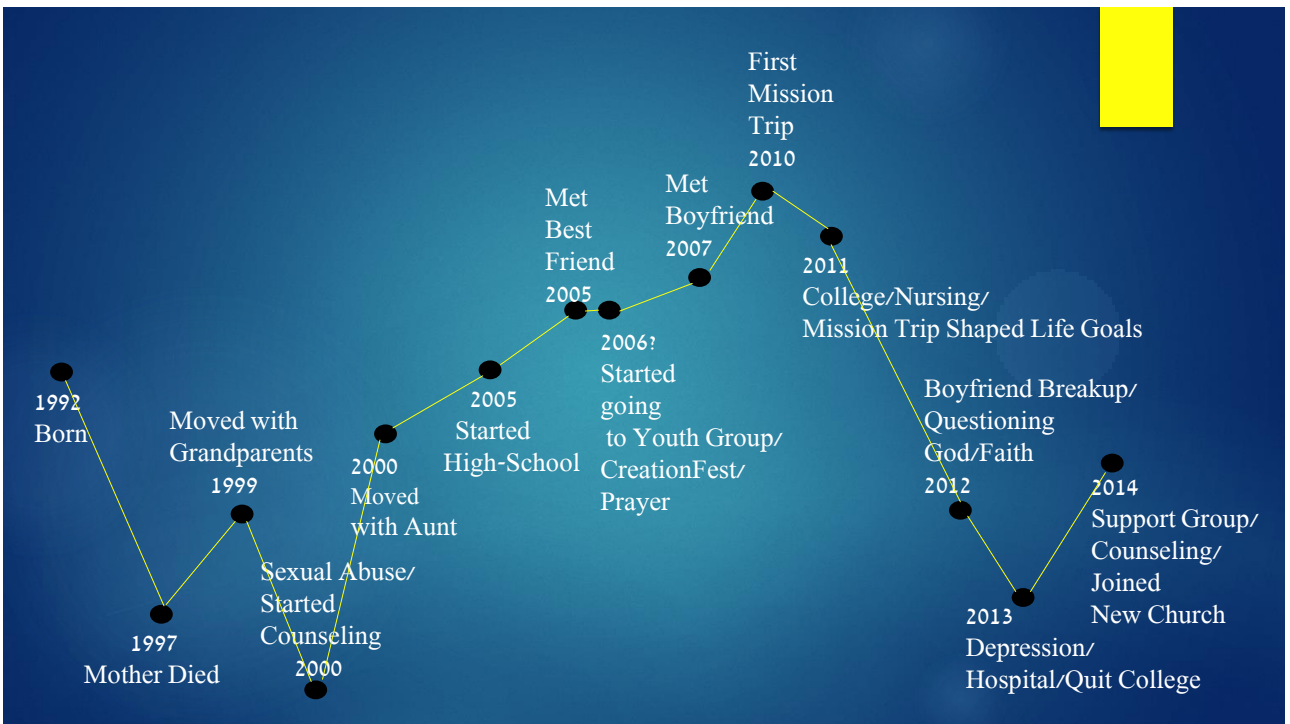 1992
Born
1997
Mother Died
Moved with
Grandparents
1999
Sexual Abuse/
Started
Counseling
2000
2000
Moved
with Aunt
2005
Started
High-School
Met
Best
Friend
2005
2006?
Started
going
to Youth Group/
CreationFest/
Prayer
Met
Boyfriend
2007
First
Mission
Trip
2010
2011
College/Nursing/
Mission Trip Shaped Life Goals
Boyfriend Breakup/
Questioning
God/Faith
2012
2013
Depression/
Hospital/Quit College
2014
Support Group/
Counseling/
Joined
New Church